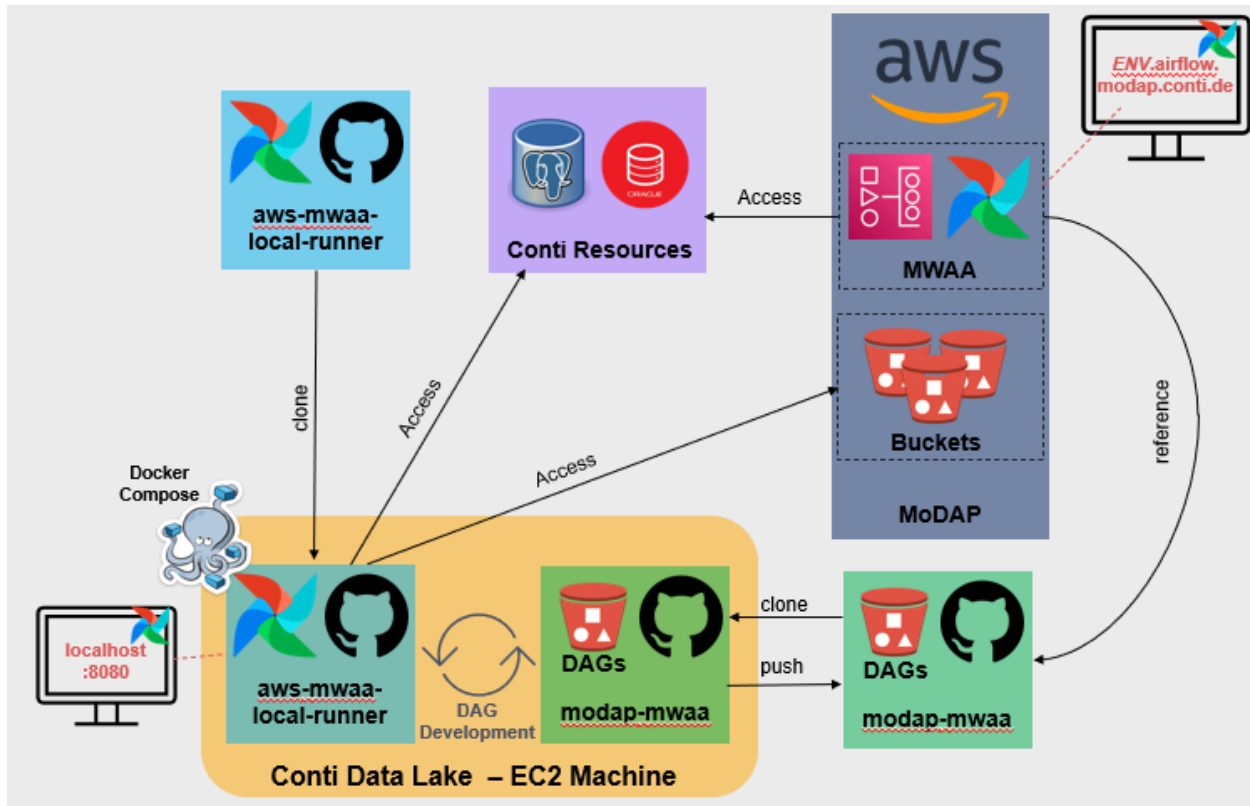 aws
ENV.airflow.
modap.conti.de
aws-mwaa-
local-runner
ORACLE
Conti Resources
Access
MWAA
clone
Access
Access
Buckets
reference
MoDAP
Docker
Compose
localhost
:8080
aws-mwaa-
local-runner
DAG
Development
DAGs
modap-mwaa
clone
push
DAGs
modap-mwaa
Conti Data Lake – EC2 Machine